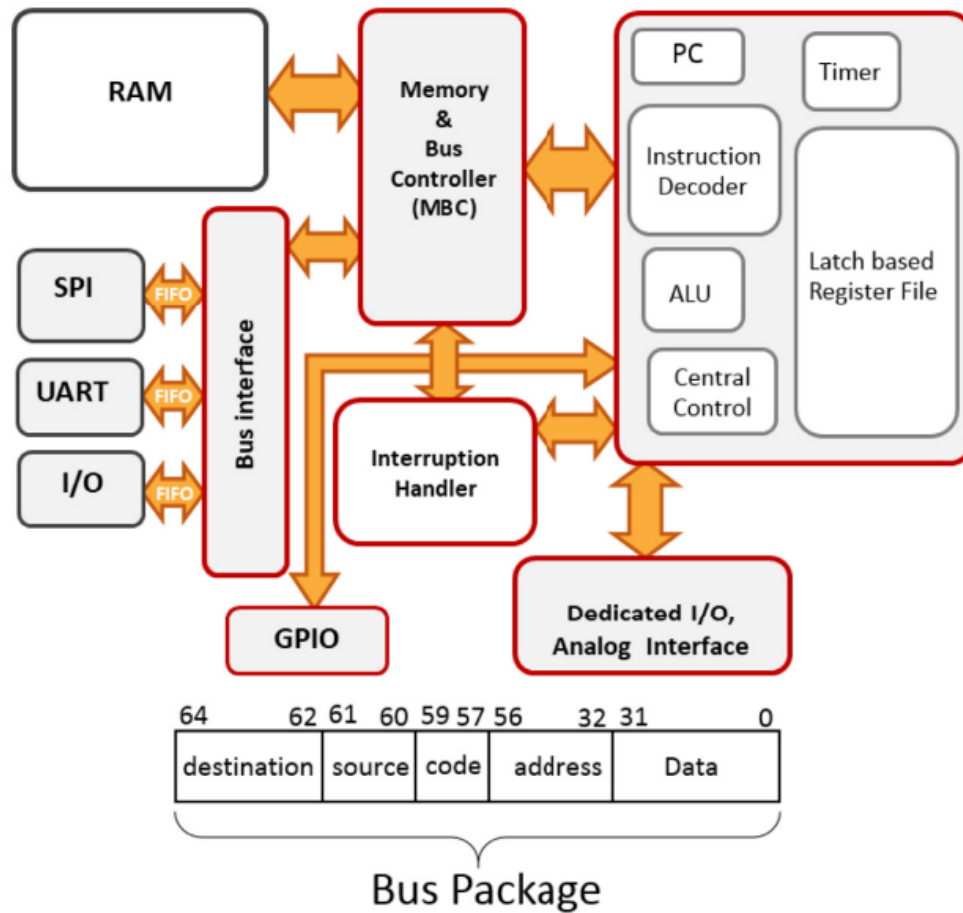 RAM
Memory
&
Bus
Controller
(MBC)
PC
Timer
Instruction
Decoder
Latch based
Register File
ALU
Central
Control
SPI
FIFO
UART
FIFO
I/O
FIFO
Bus interface
Interruption
Handler
GPIO
Dedicated I/O,
Analog Interface
64 62 61 60 59 57 56 32 31 0
destination source code address Data
Bus Package